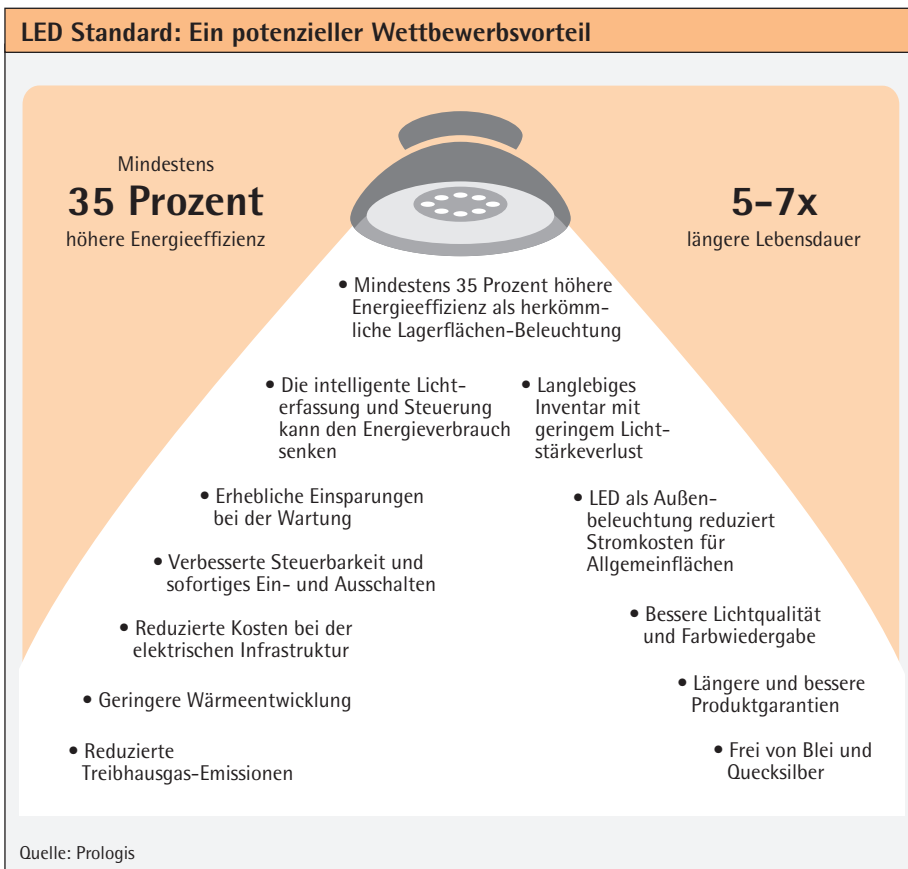 LED Standard: Ein potenzieller Wettbewerbsvorteil
Mindestens
35 Prozent
höhere Energieeffizienz
5-7x
längere Lebensdauer
• Mindestens 35 Prozent höhere
Energieeffizienz als herkömm-
liche Lagerflächen-Beleuchtung
• Die intelligente Licht-
erfassung und Steuerung
kann den Energieverbrauch
senken
• Langlebiges
Inventar mit
geringem Licht-
stärkeverlust
• Erhebliche Einsparungen
bei der Wartung
• LED als Außen-
beleuchtung reduziert
Stromkosten für
Allgemeinflächen
• Verbesserte Steuerbarkeit und
sofortiges Ein- und Ausschalten
• Reduzierte Kosten bei der
elektrischen Infrastruktur
• Bessere Lichtqualität
und Farbwiedergabe
• Geringere Wärmeentwicklung
• Längere und bessere
Produktgarantien
• Reduzierte
Treibhausgas-Emissionen
• Frei von Blei und
Quecksilber
Quelle: Prologis